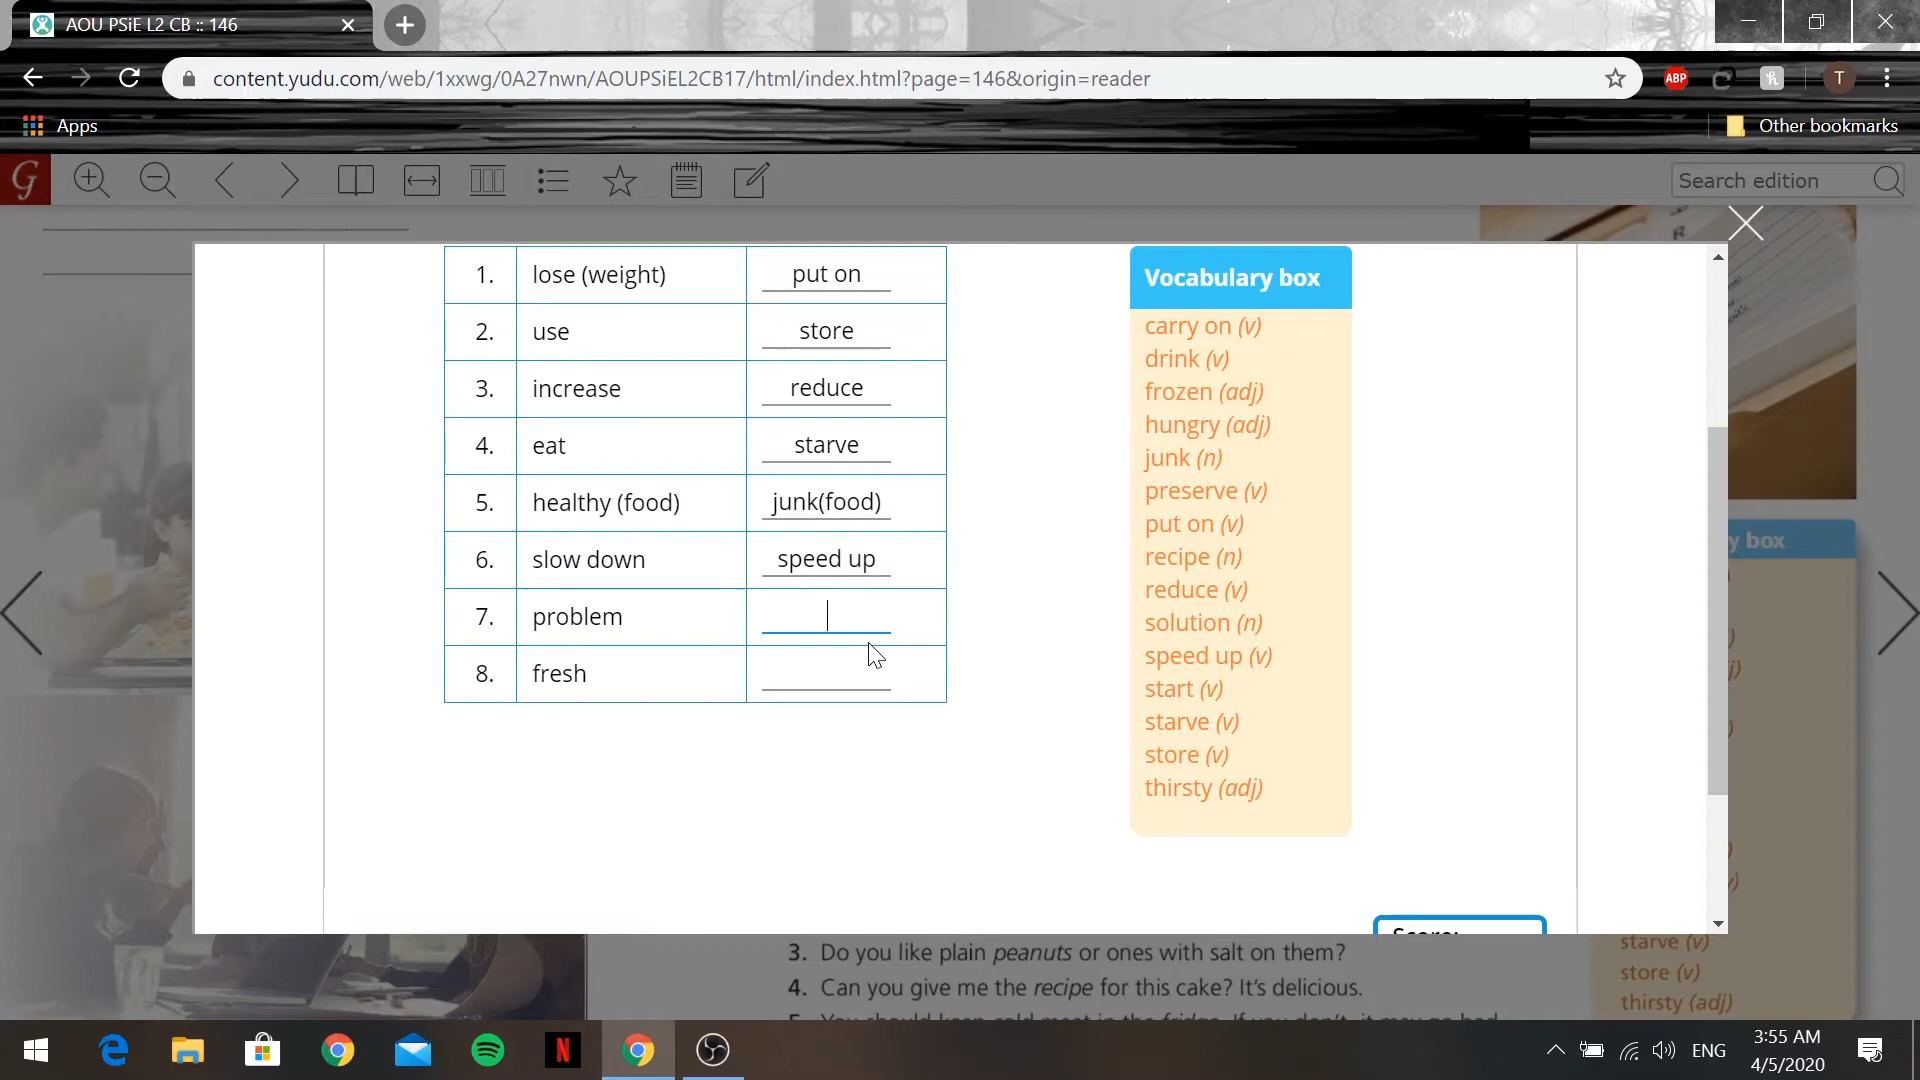 AOU PSiE L2 CB :: 146
content.yudu.com/web/1xxwg/0A27nwn/AOUPSiEL2CB17/html/index.html?page=146&origin=reader
ABP
T
Apps
Other bookmarks
G
Search edition
1. lose (weight) put on
2. use store
3. increase reduce
4. eat starve
5. healthy (food) junk(food)
6. slow down speed up
7. problem
8. fresh
Vocabulary box
carry on (v)
drink (v)
frozen (adj)
hungry (adj)
junk (n)
preserve (v)
put on (v)
recipe (n)
reduce (v)
solution (n)
speed up (v)
start (v)
starve (v)
store (v)
thirsty (adj)
y box
3. Do you like plain peanuts or ones with salt on them?
4. Can you give me the recipe for this cake? It's delicious.
starve (v)
store (v)
thirsty (adj)
ENG
3:55 AM
4/5/2020